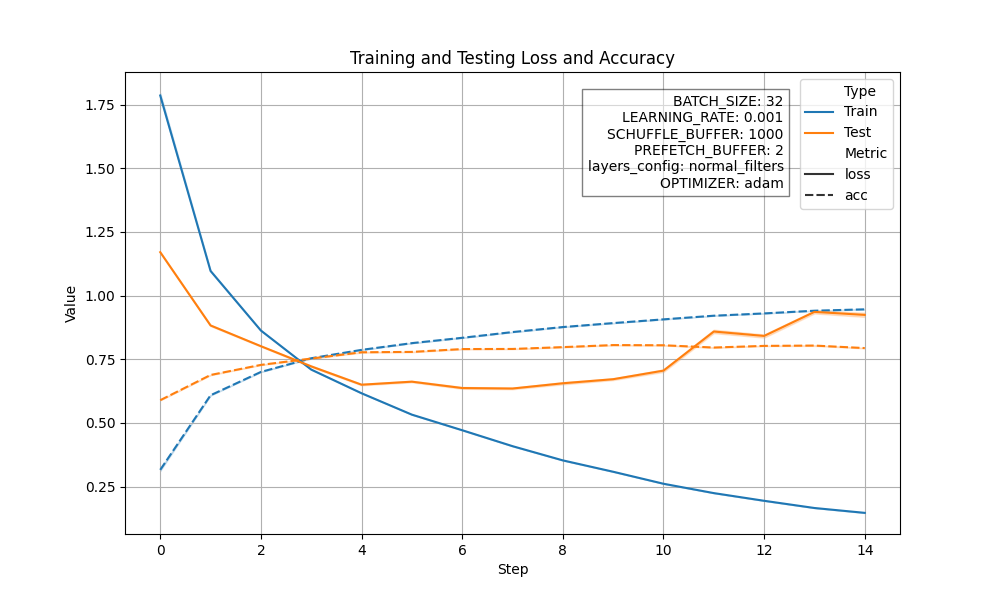 Training and Testing Loss and Accuracy
Value
1.75
1.50
1.25
1.00
0.75
0.50
0.25
BATCH_SIZE: 32
LEARNING_RATE: 0.001
SCHUFFLE_BUFFER: 1000
PREFETCH_BUFFER: 2
layers_config: normal_filters
OPTIMIZER: adam
Type
Train
Test
Metric
loss
acc
0 2 4 6 8 10 12 14
Step